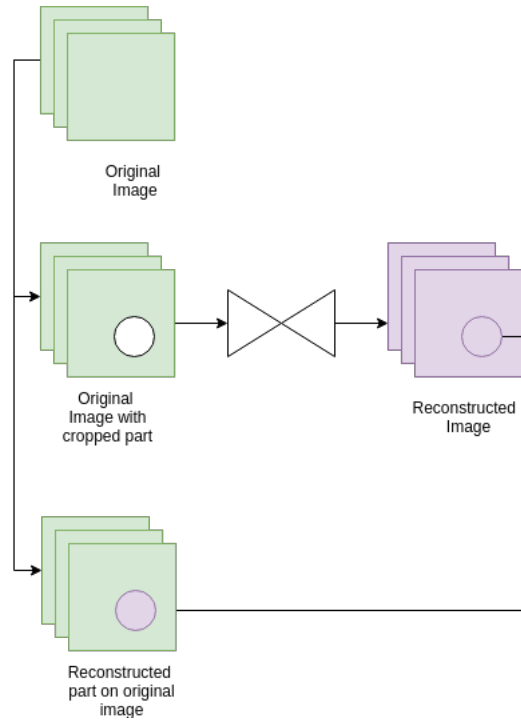 Original
Image
Original
Image with
cropped part
Reconstructed
Image
Reconstructed
part on original
image